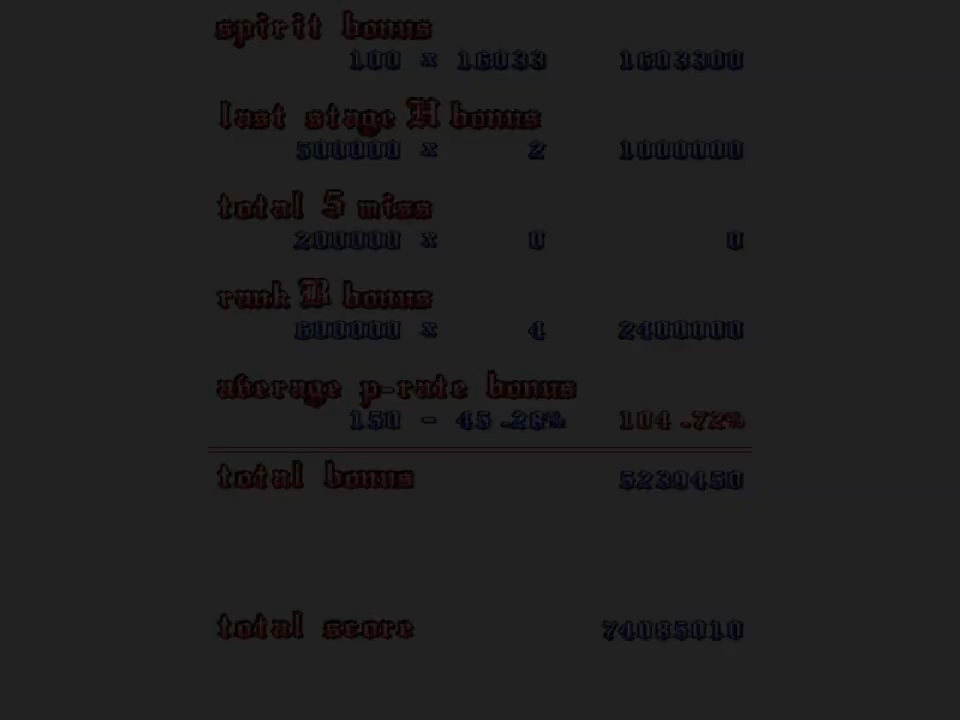 spirit bonus
100 x 16033 1603300
last stage H bonus
500000 x 2 1000000
total 5 miss
200000 x 0 0
rank B bonus
600000 x 4 2400000
average p-rate bonus
150 - 45.28% 104.72%
total bonus 5239450
total score 74085010